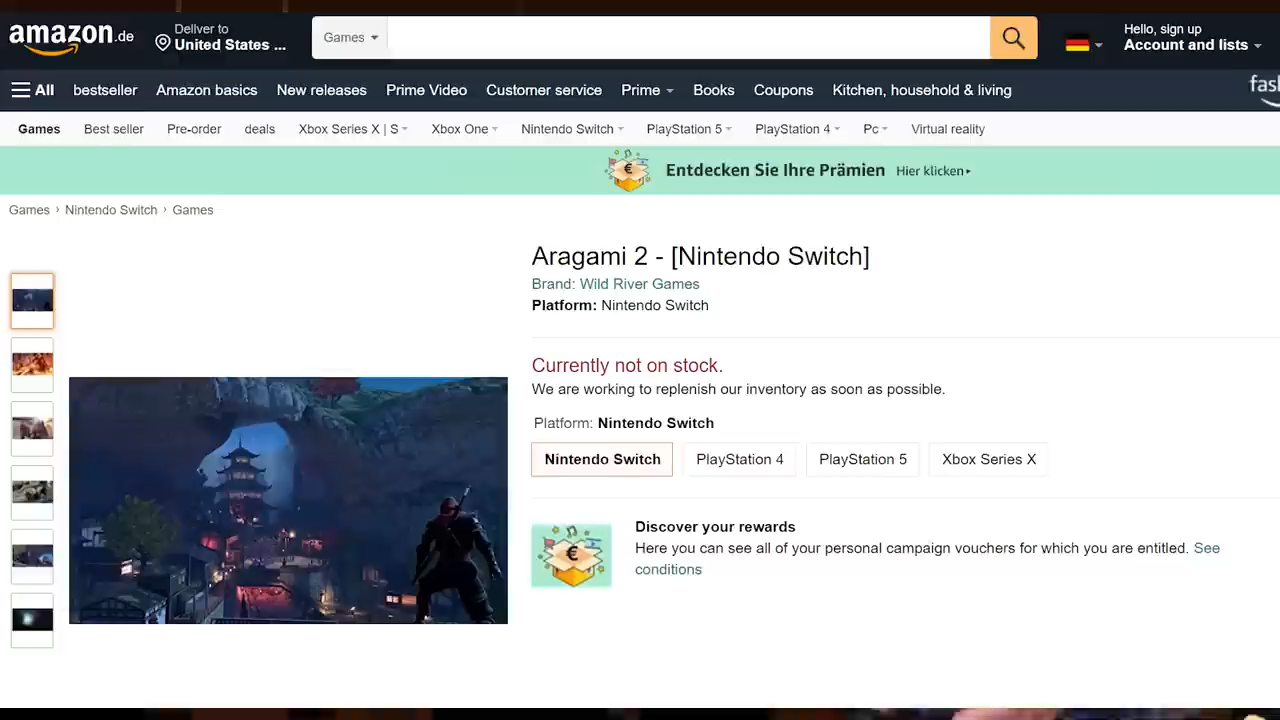 amazon.de
Deliver to
United States ...
Games
Hello, sign up
Account and lists
All bestseller Amazon basics New releases Prime Video Customer service Prime Books Coupons Kitchen, household & living
Games Best seller Pre-order deals Xbox Series X | S Xbox One Nintendo Switch PlayStation 5 PlayStation 4 Pc Virtual reality
€ Entdecken Sie Ihre Prämien Hier klicken
Games › Nintendo Switch › Games
Aragami 2 - [Nintendo Switch]
Brand: Wild River Games
Platform: Nintendo Switch
Currently not on stock.
We are working to replenish our inventory as soon as possible.
Platform: Nintendo Switch
Nintendo Switch PlayStation 4 PlayStation 5 Xbox Series X
€
Discover your rewards
Here you can see all of your personal campaign vouchers for which you are entitled. See
conditions